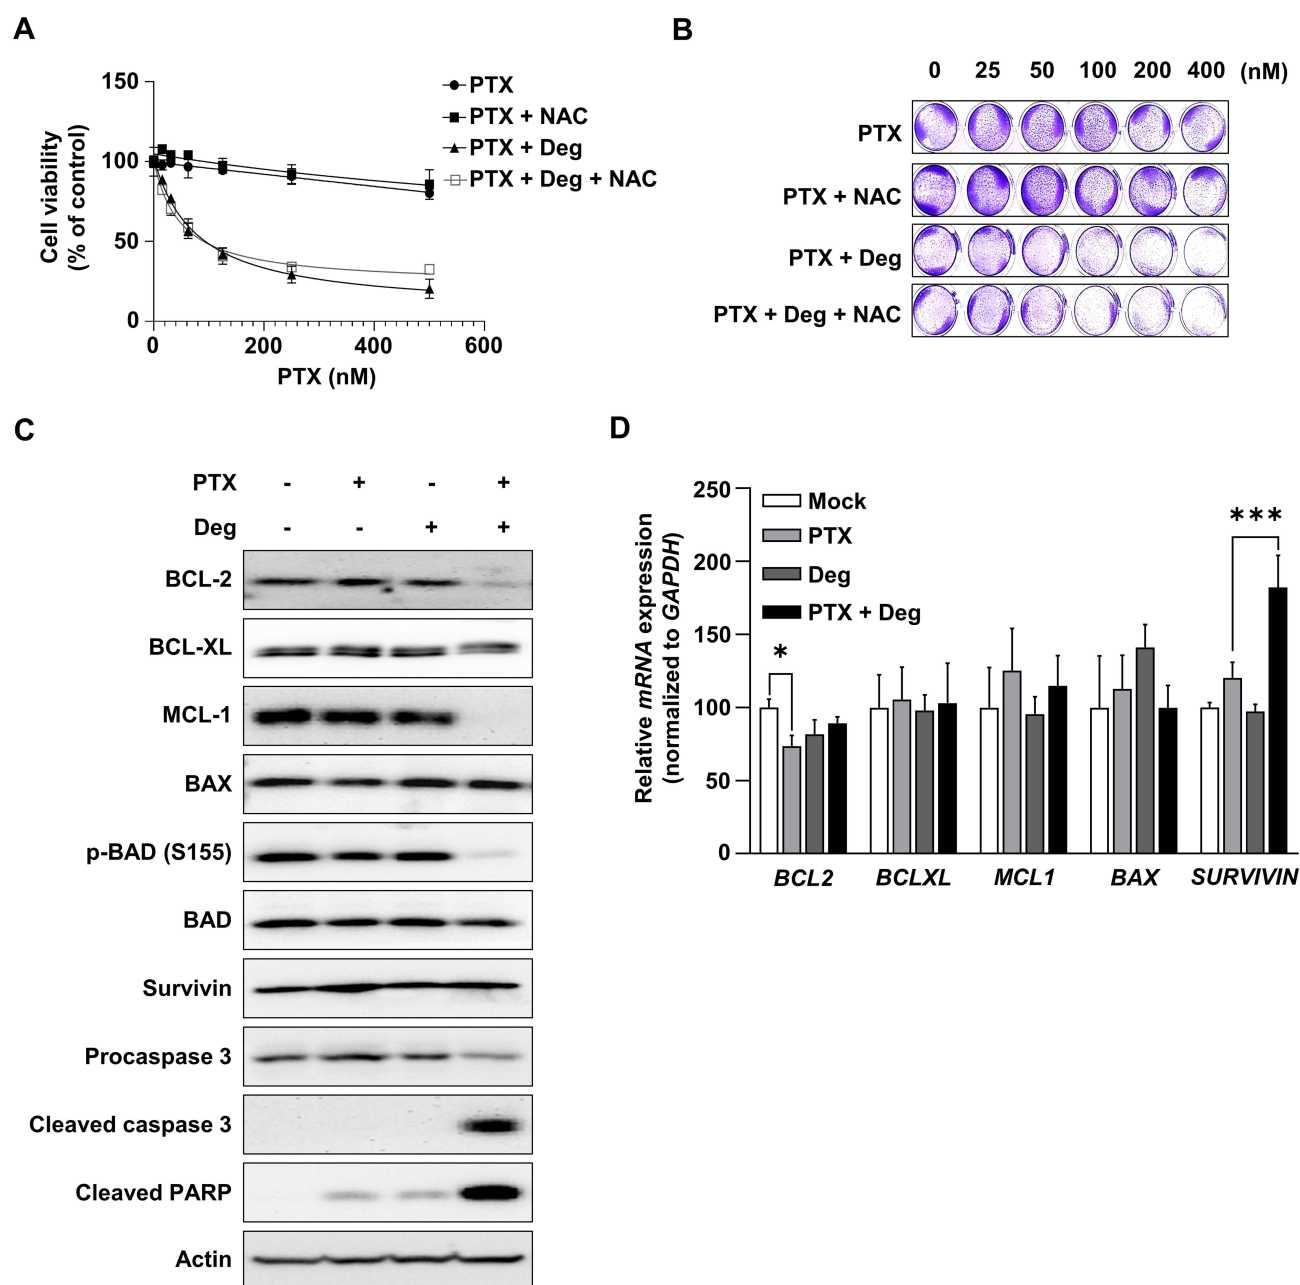 A
150
100
50
0
Cell viability
(% of control)
0 200 400 600
PTX (nM)
PTX
PTX + NAC
PTX + Deg
PTX + Deg + NAC
B
0 25 50 100 200 400 (nM)
PTX
PTX + NAC
PTX + Deg
PTX + Deg + NAC
C
PTX - + - +
Deg - - + +
BCL-2
BCL-XL
MCL-1
BAX
p-BAD (S155)
BAD
Survivin
Procaspase 3
Cleaved caspase 3
Cleaved PARP
Actin
D
Relative mRNA expression
(normalized to GAPDH)
250
200
150
100
50
0
Mock
PTX
Deg
PTX + Deg
*
***
BCL2 BCLXL MCL1 BAX SURVIVIN